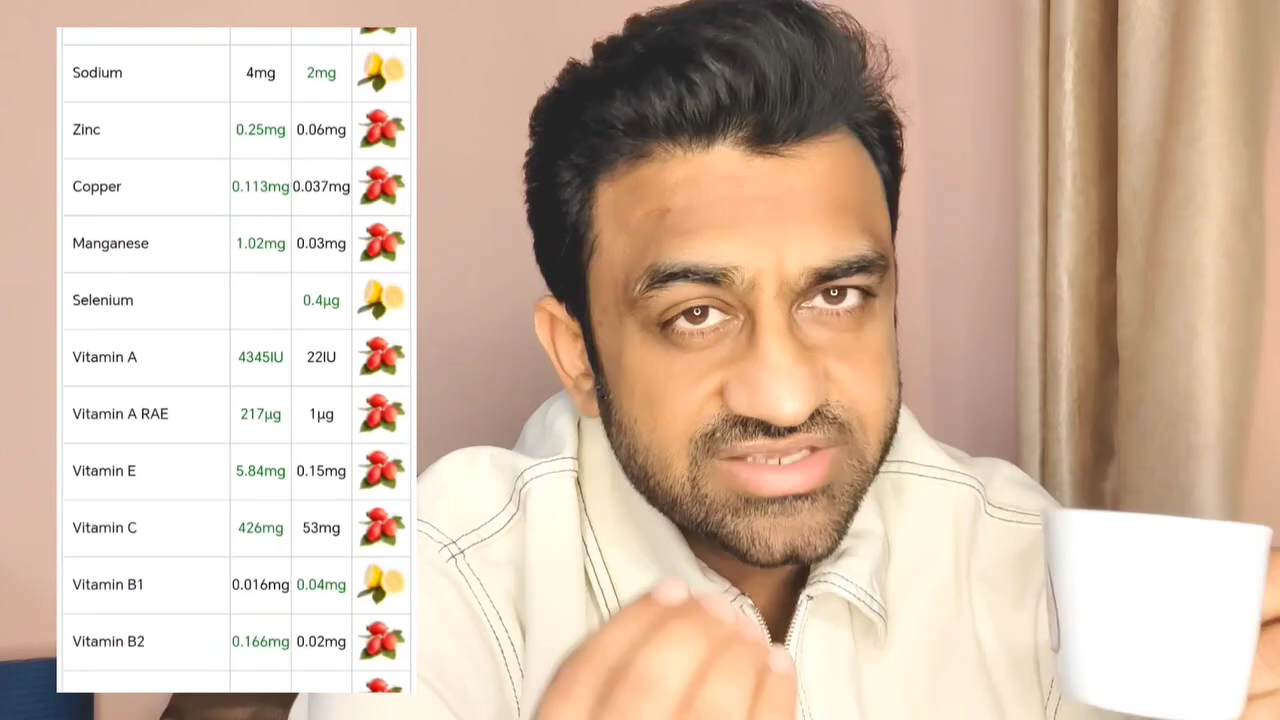 Sodium 4mg 2mg
Zinc 0.25mg 0.06mg
Copper 0.113mg 0.037mg
Manganese 1.02mg 0.03mg
Selenium 0.4µg
Vitamin A 4345IU 22IU
Vitamin A RAE 217µg 1µg
Vitamin E 5.84mg 0.15mg
Vitamin C 426mg 53mg
Vitamin B1 0.016mg 0.04mg
Vitamin B2 0.166mg 0.02mg